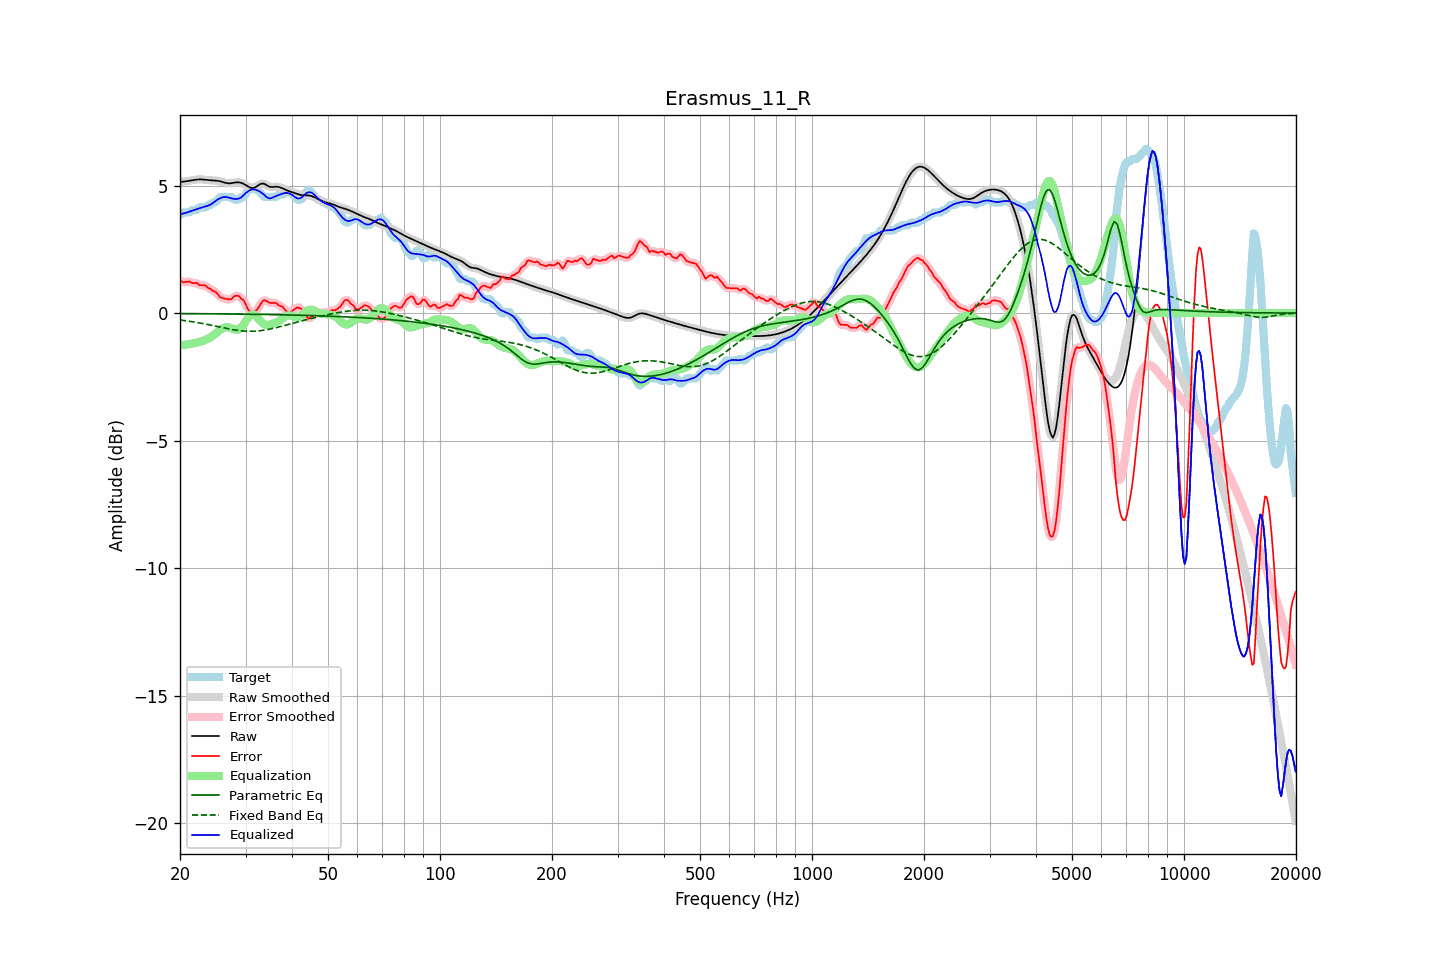 Erasmus_11_R
Amplitude (dBr)
5
0
−5
−10
−15
−20
Target
Raw Smoothed
Error Smoothed
Raw
Error
Equalization
Parametric Eq
Fixed Band Eq
Equalized
20 50 100 200 500 1000 2000 5000 10000 20000
Frequency (Hz)